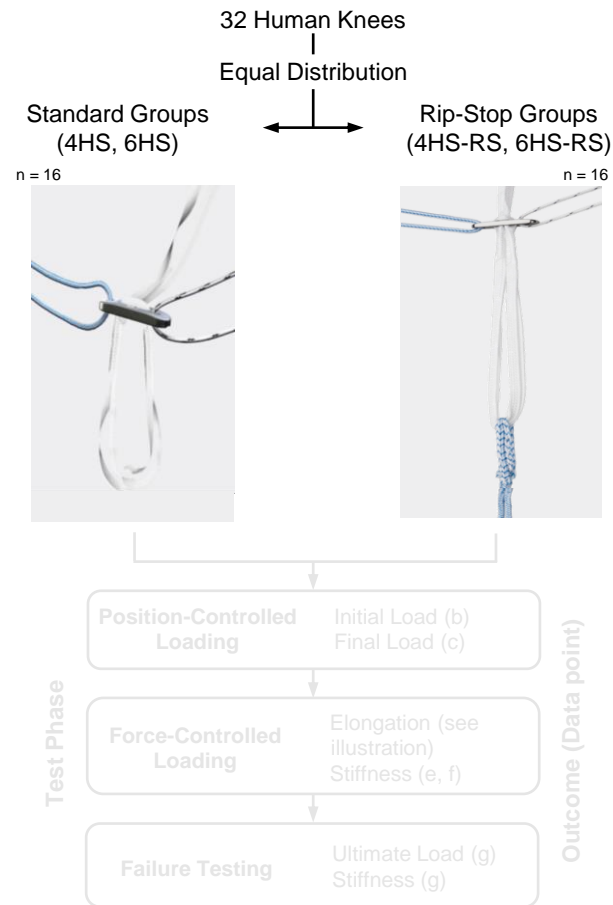 32 Human Knees
Equal Distribution
Standard Groups
(4HS, 6HS)
n = 16
Rip-Stop Groups
(4HS-RS, 6HS-RS)
n = 16
Test Phase
Position-Controlled
Loading
Initial Load (b)
Final Load (c)
Force-Controlled
Loading
Elongation (see
illustration)
Stiffness (e, f)
Failure Testing
Ultimate Load (g)
Stiffness (g)
Outcome (Data point)